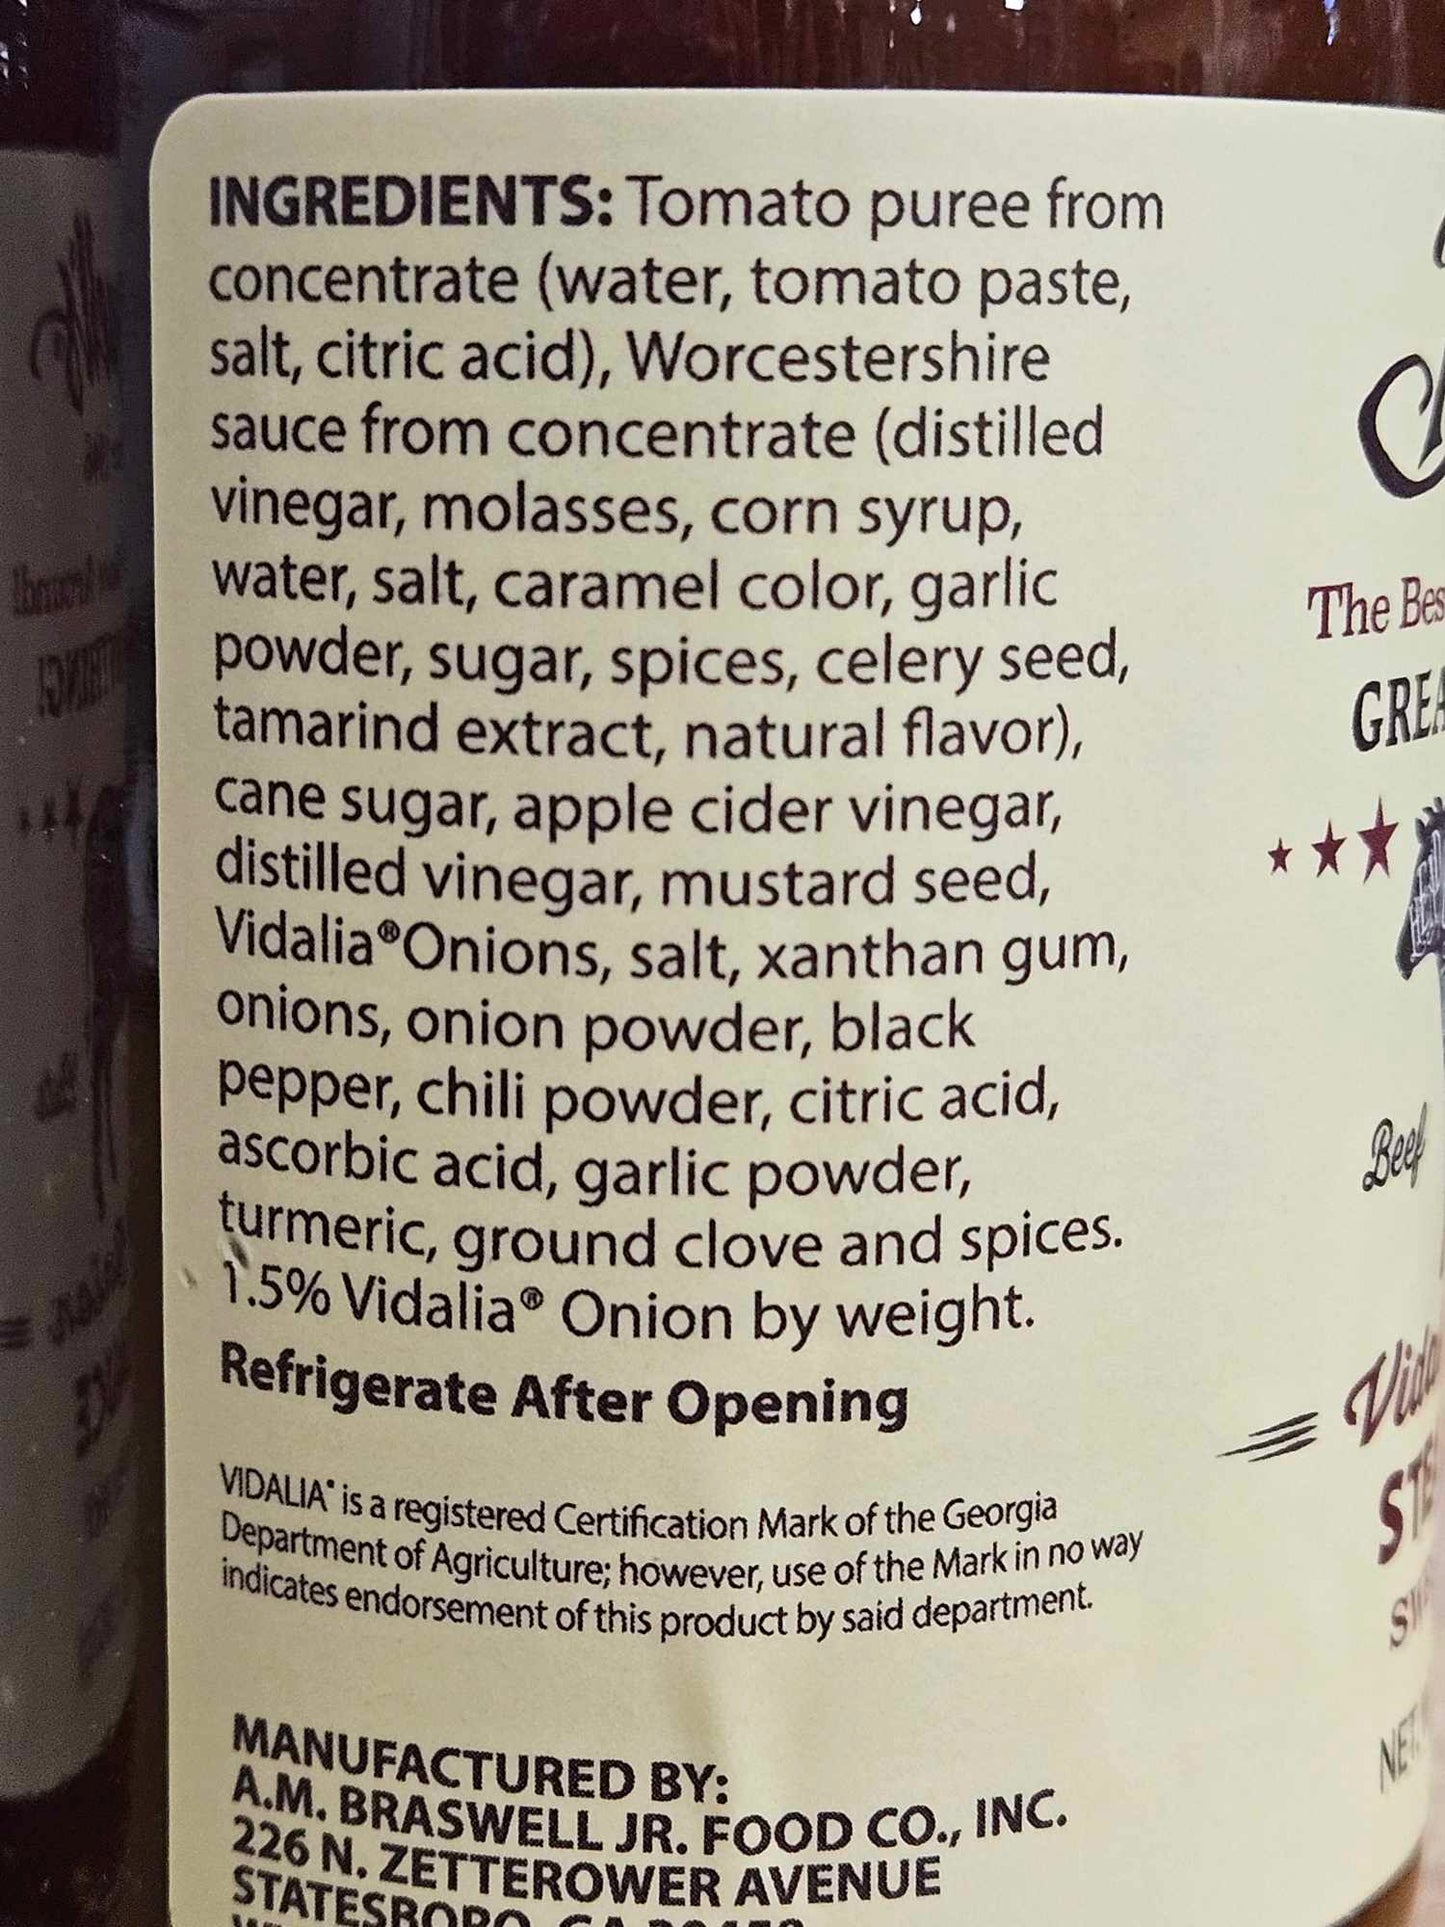 INGREDIENTS: Tomato puree from
concentrate (water, tomato paste,
salt, citric acid), Worcestershire
sauce from concentrate (distilled
vinegar, molasses, corn syrup,
water, salt, caramel color, garlic
powder, sugar, spices, celery seed,
tamarind extract, natural flavor),
cane sugar, apple cider vinegar,
distilled vinegar, mustard seed,
Vidalia®Onions, salt, xanthan gum,
onions, onion powder, black
pepper, chili powder, citric acid,
ascorbic acid, garlic powder,
turmeric, ground clove and spices.
1.5% Vidalia® Onion by weight.
Refrigerate After Opening
VIDALIA® is a registered Certification Mark of the Georgia
Department of Agriculture; however, use of the Mark in no way
indicates endorsement of this product by said department.
MANUFACTURED BY:
A.M. BRASWELL JR. FOOD CO., INC.
226 N. ZETTEROWER AVENUE
STATESBORO, GA
The
Beef
NET.